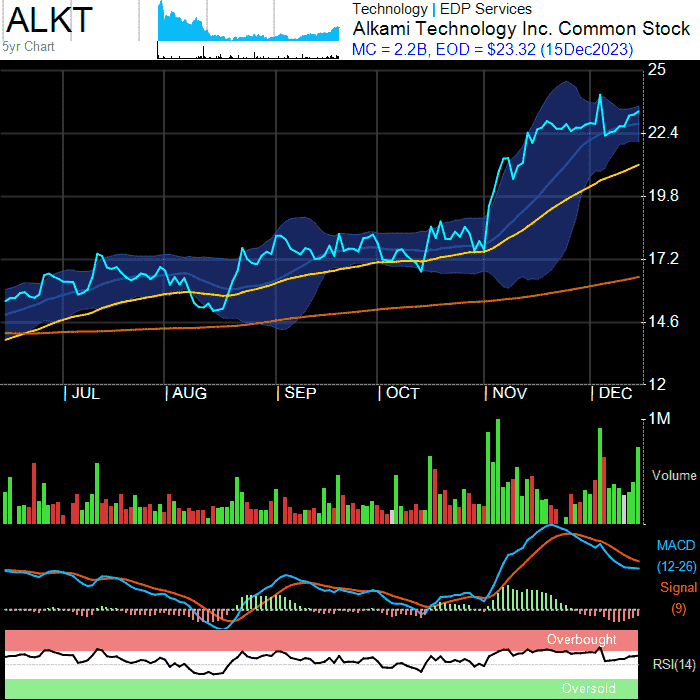 ALKT
5yr Chart
Technology | EDP Services
Alkami Technology Inc. Common Stock
MC = 2.2B, EOD = $23.32 (15Dec2023)
25
22.4
19.8
17.2
14.6
12
| JUL | AUG | SEP | OCT | NOV | DEC
1M
Volume
MACD
(12-26)
Signal
(9)
Overbought
RSI(14)
Oversold